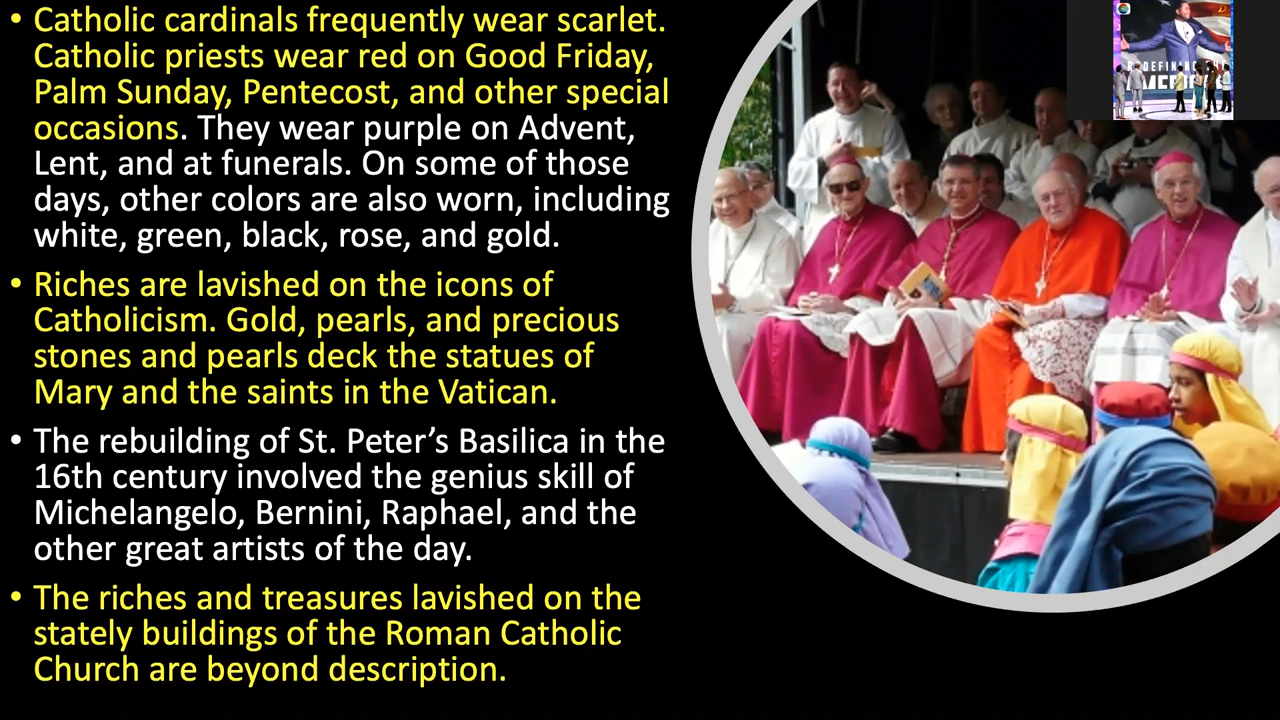 • Catholic cardinals frequently wear scarlet.
Catholic priests wear red on Good Friday,
Palm Sunday, Pentecost, and other special
occasions. They wear purple on Advent,
Lent, and at funerals. On some of those
days, other colors are also worn, including
white, green, black, rose, and gold.
• Riches are lavished on the icons of
Catholicism. Gold, pearls, and precious
stones and pearls deck the statues of
Mary and the saints in the Vatican.
• The rebuilding of St. Peter’s Basilica in the
16th century involved the genius skill of
Michelangelo, Bernini, Raphael, and the
other great artists of the day.
• The riches and treasures lavished on the
stately buildings of the Roman Catholic
Church are beyond description.